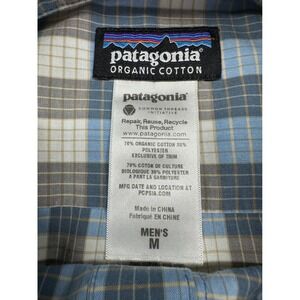 patagonia®
ORGANIC COTTON
patagonia®
COMMON THREADS
INITIATIVE
Repair, Reuse, Recycle
This Product
www.patagonia.com
70% ORGANIC COTTON 30%
POLYESTER
EXCLUSIVE OF TRIM
70% COTON DE CULTURE
BIOLOGIQUE 30% POLYESTER
A PART LA GARNITURE
MFG DATE AND LOCATION AT
PCPSIA.COM
Made in CHINA
Fabriqué EN CHINE
MEN'S
M